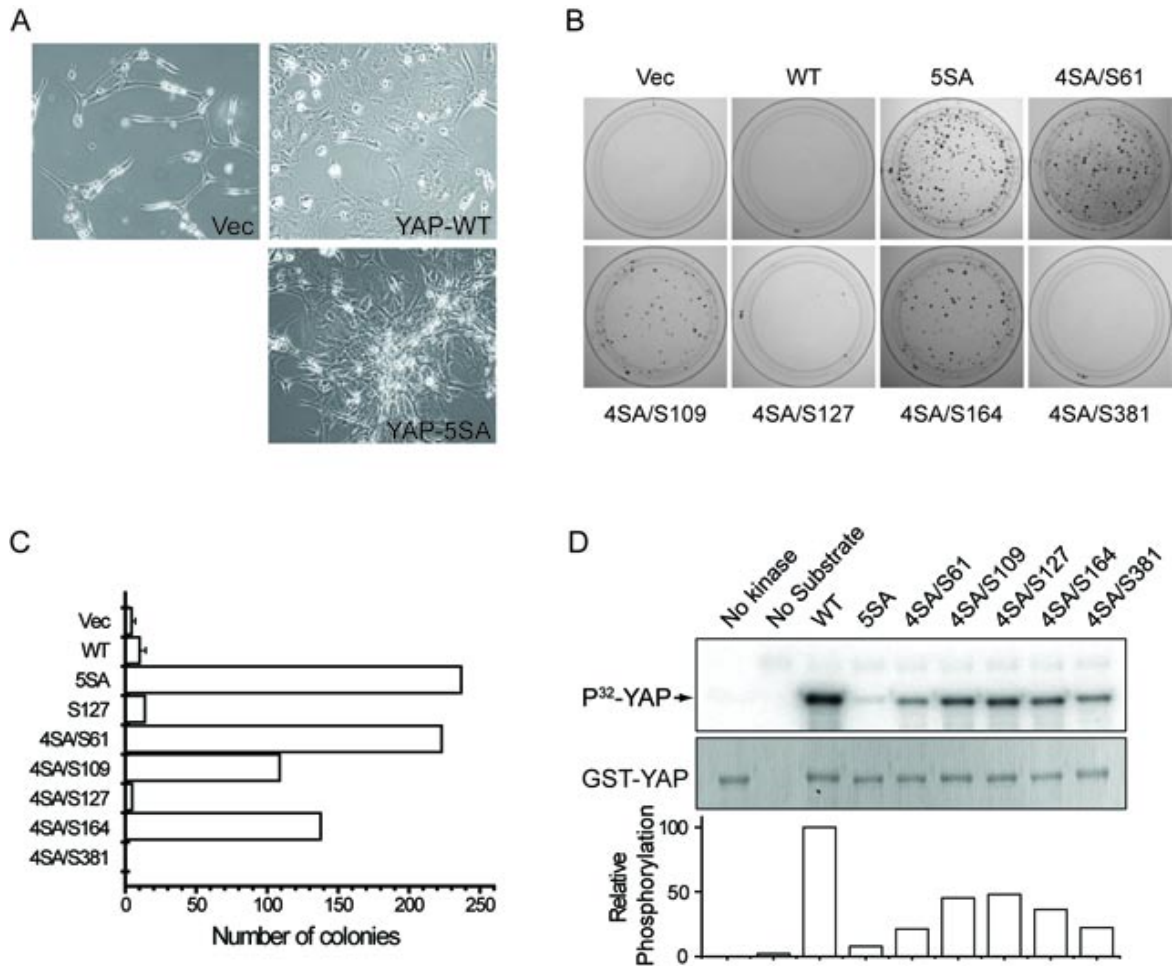 A
Vec
YAP-WT
YAP-5SA
B
Vec WT 5SA 4SA/S61
4SA/S109 4SA/S127 4SA/S164 4SA/S381
C
Vec
WT
5SA
S127
4SA/S61
4SA/S109
4SA/S127
4SA/S164
4SA/S381
0 50 100 150 200 250
Number of colonies
D
No kinase No Substrate WT 5SA 4SA/S61 4SA/S109 4SA/S127 4SA/S164 4SA/S381
P³²-YAP
GST-YAP
Relative
Phosphorylation
100
50
0